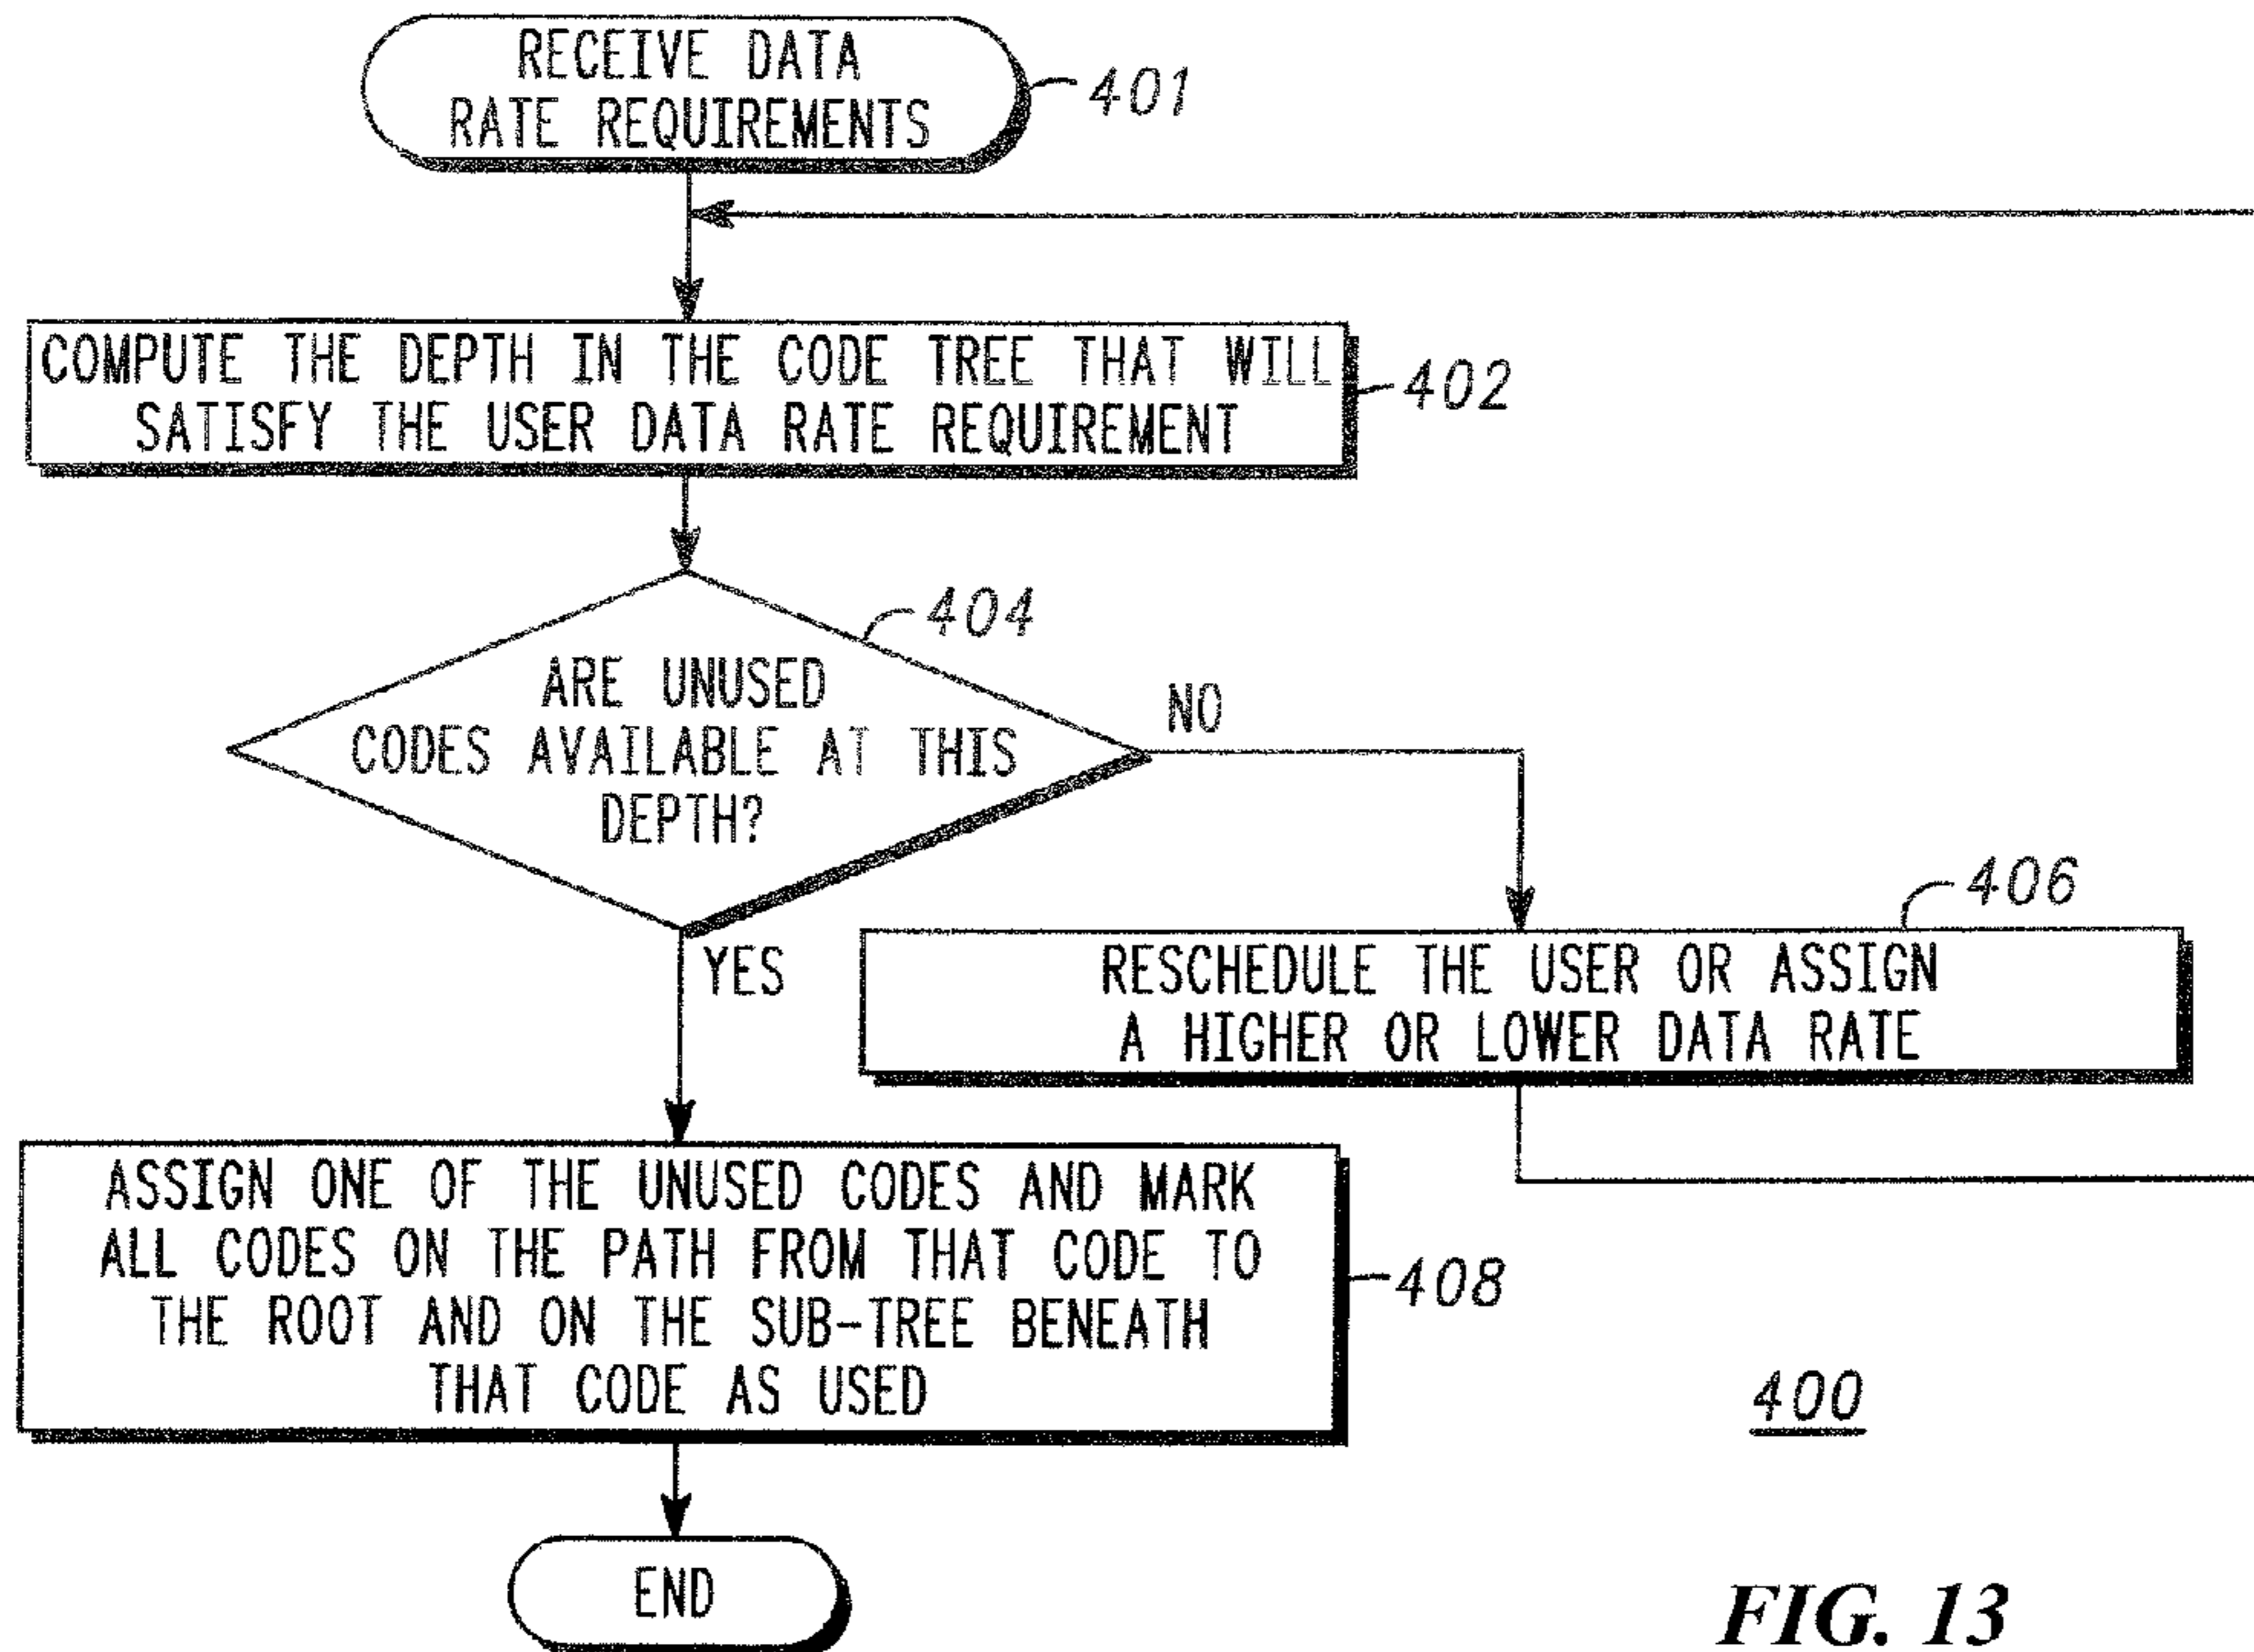 RECEIVE DATA
RATE REQUIREMENTS
401
COMPUTE THE DEPTH IN THE CODE TREE THAT WILL
SATISFY THE USER DATA RATE REQUIREMENT
402
404
ARE UNUSED
CODES AVAILABLE AT THIS
DEPTH?
NO
YES
406
RESCHEDULE THE USER OR ASSIGN
A HIGHER OR LOWER DATA RATE
ASSIGN ONE OF THE UNUSED CODES AND MARK
ALL CODES ON THE PATH FROM THAT CODE TO
THE ROOT AND ON THE SUB-TREE BENEATH
THAT CODE AS USED
408
400
END
FIG. 13